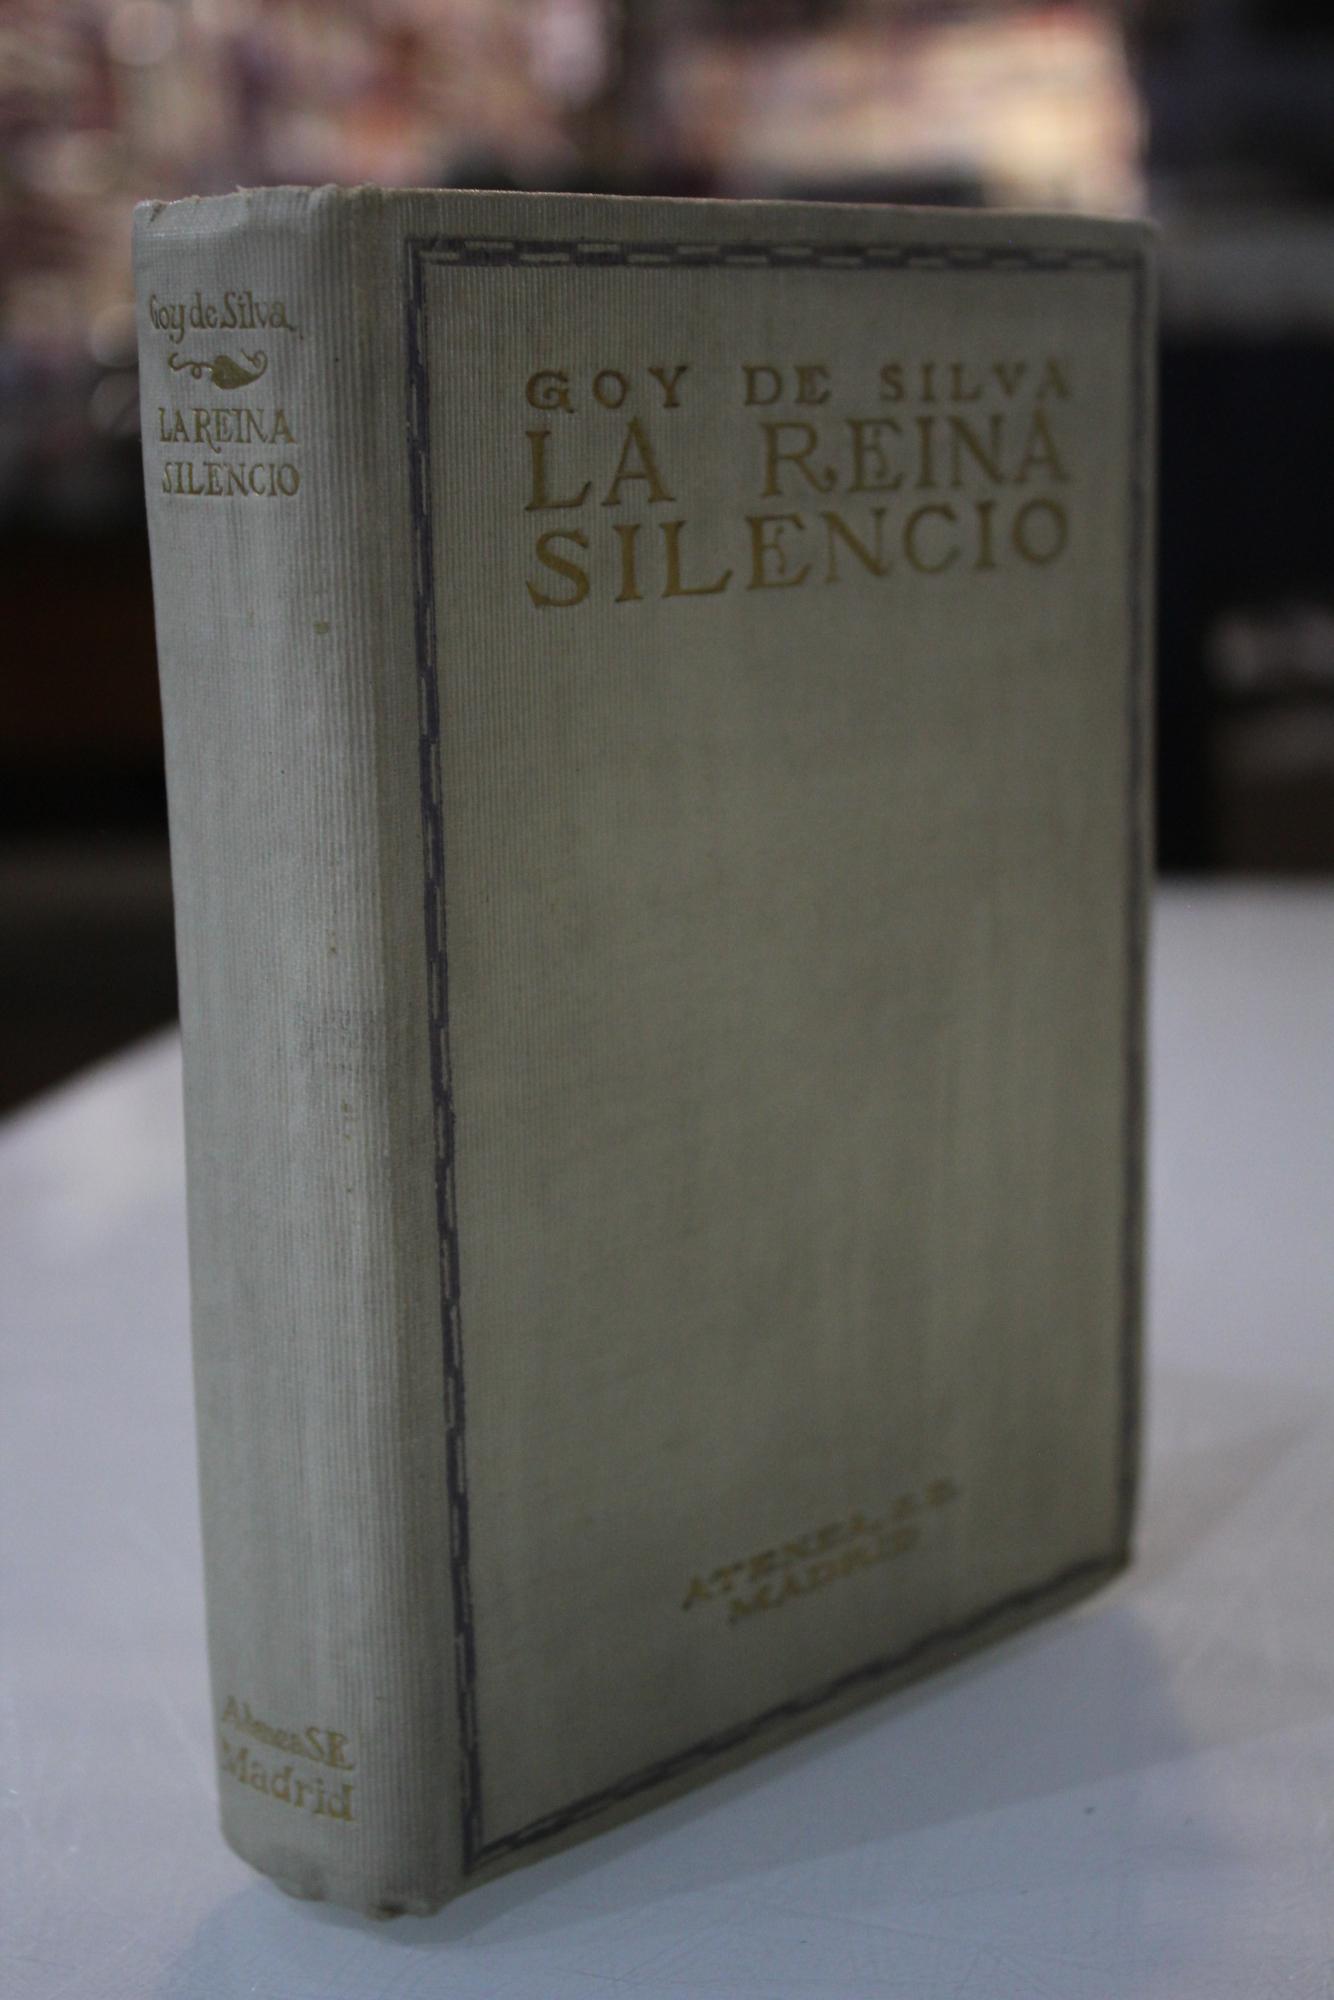 Goy de Silva
LA REINA
SILENCIO
Atenea S E
Madrid
GOY DE SILVA
LA REINA
SILENCIO
ATENEA, S. E.
MADRID